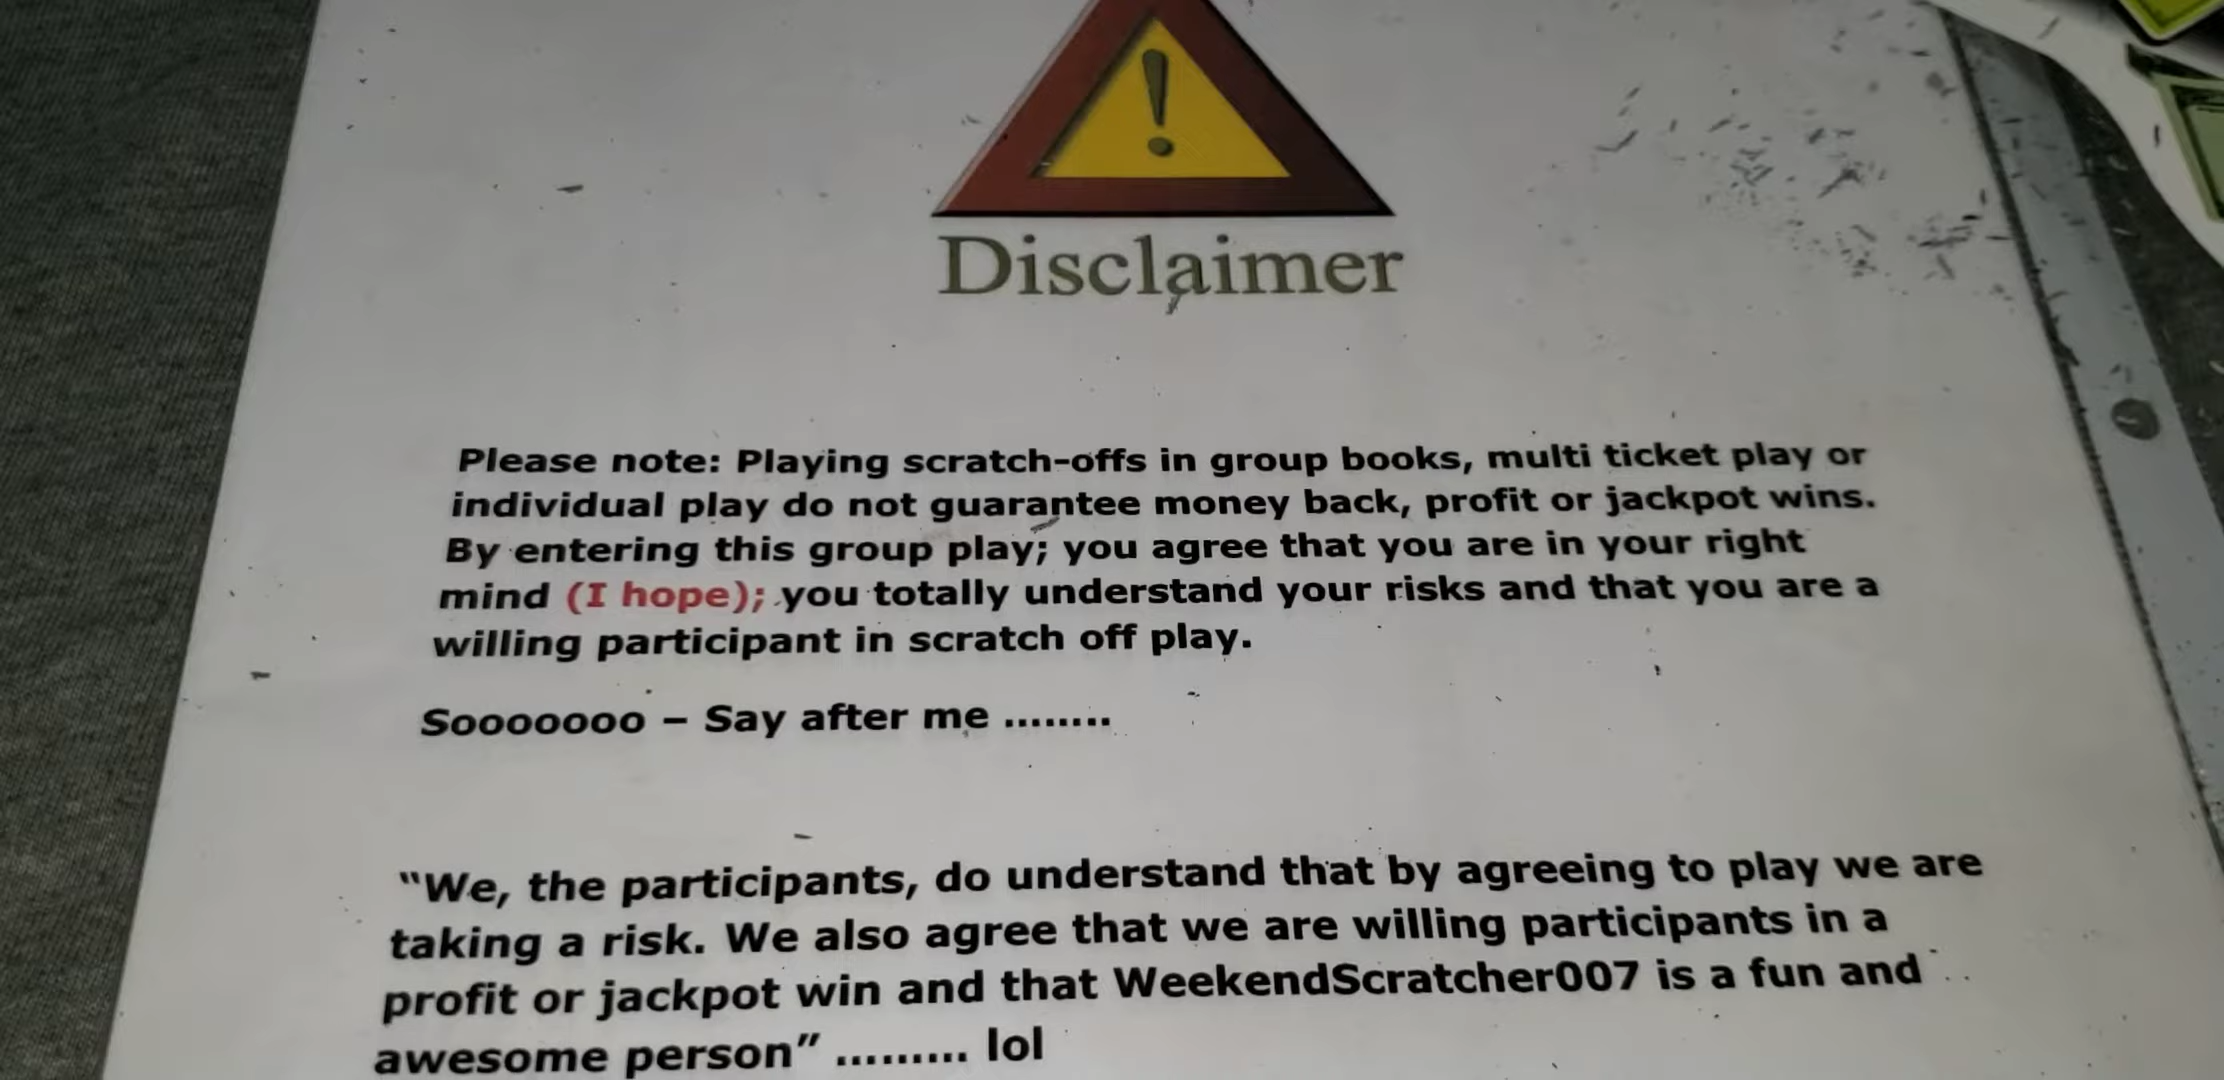 Disclaimer
Please note: Playing scratch-offs in group books, multi ticket play or
individual play do not guarantee money back, profit or jackpot wins.
By entering this group play; you agree that you are in your right
mind (I hope); you totally understand your risks and that you are a
willing participant in scratch off play.
Sooooooo – Say after me ........
“We, the participants, do understand that by agreeing to play we are
taking a risk. We also agree that we are willing participants in a
profit or jackpot win and that WeekendScratcher007 is a fun and
awesome person” ......... lol